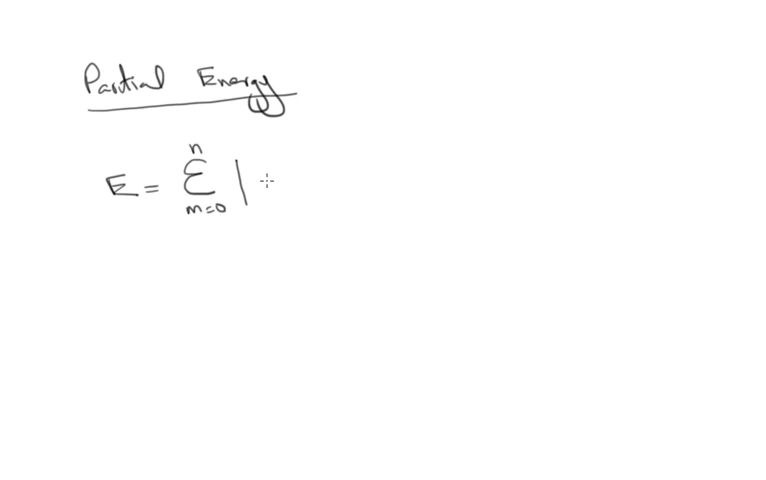 Partial Energy
E = Σ_{m=0}^{n} |